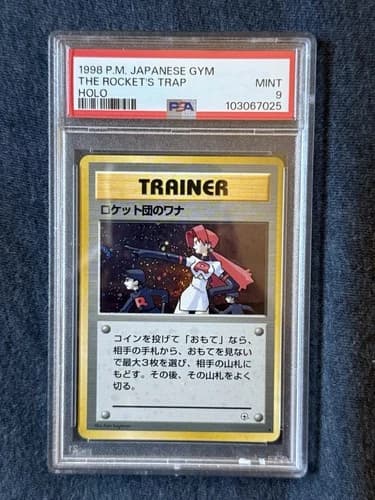 1998 P.M. JAPANESE GYM
THE ROCKET'S TRAP
HOLO
MINT
9
PSA
103067025
TRAINER
ロケット団のワナ
R
R
コインを投げて「おもて」なら、
相手の手札から、おもてを見ない
で最大3枚を選び、相手の山札に
もどす。その後、その山札をよく
切る。